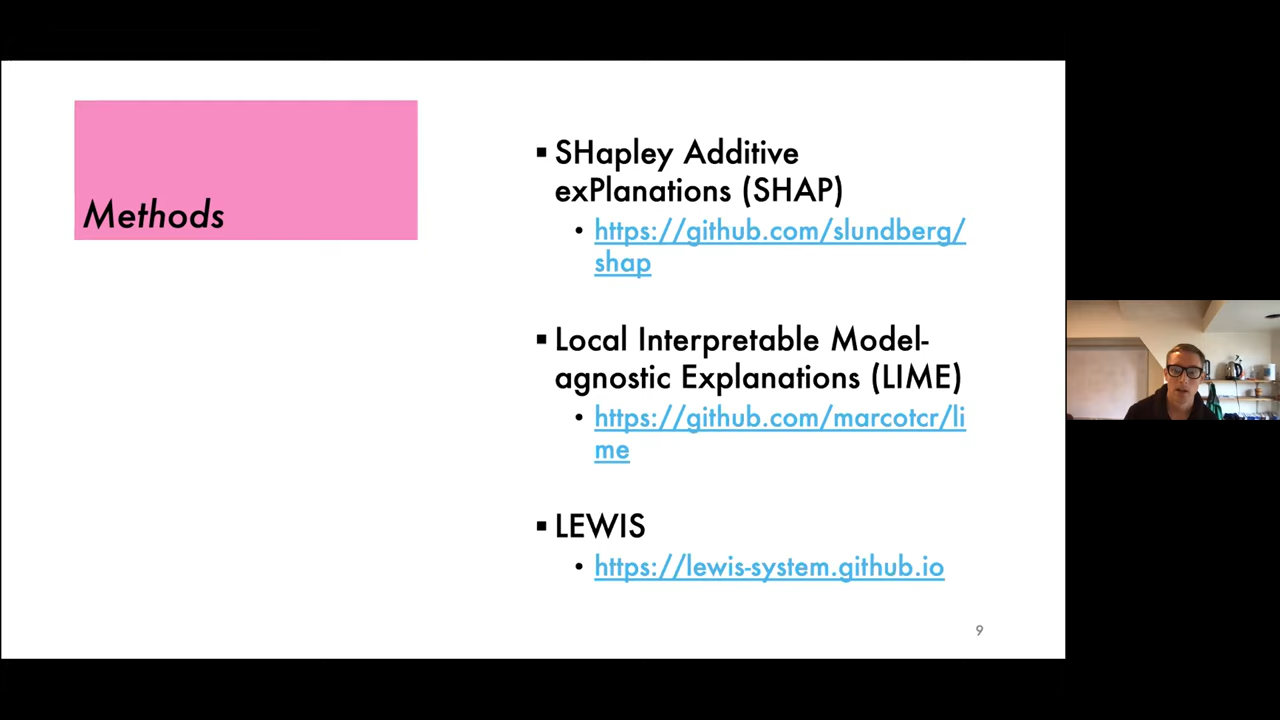 Methods
▪ SHapley Additive
exPlanations (SHAP)
• https://github.com/slundberg/
shap
▪ Local Interpretable Model-
agnostic Explanations (LIME)
• https://github.com/marcotcr/li
me
▪ LEWIS
• https://lewis-system.github.io
9